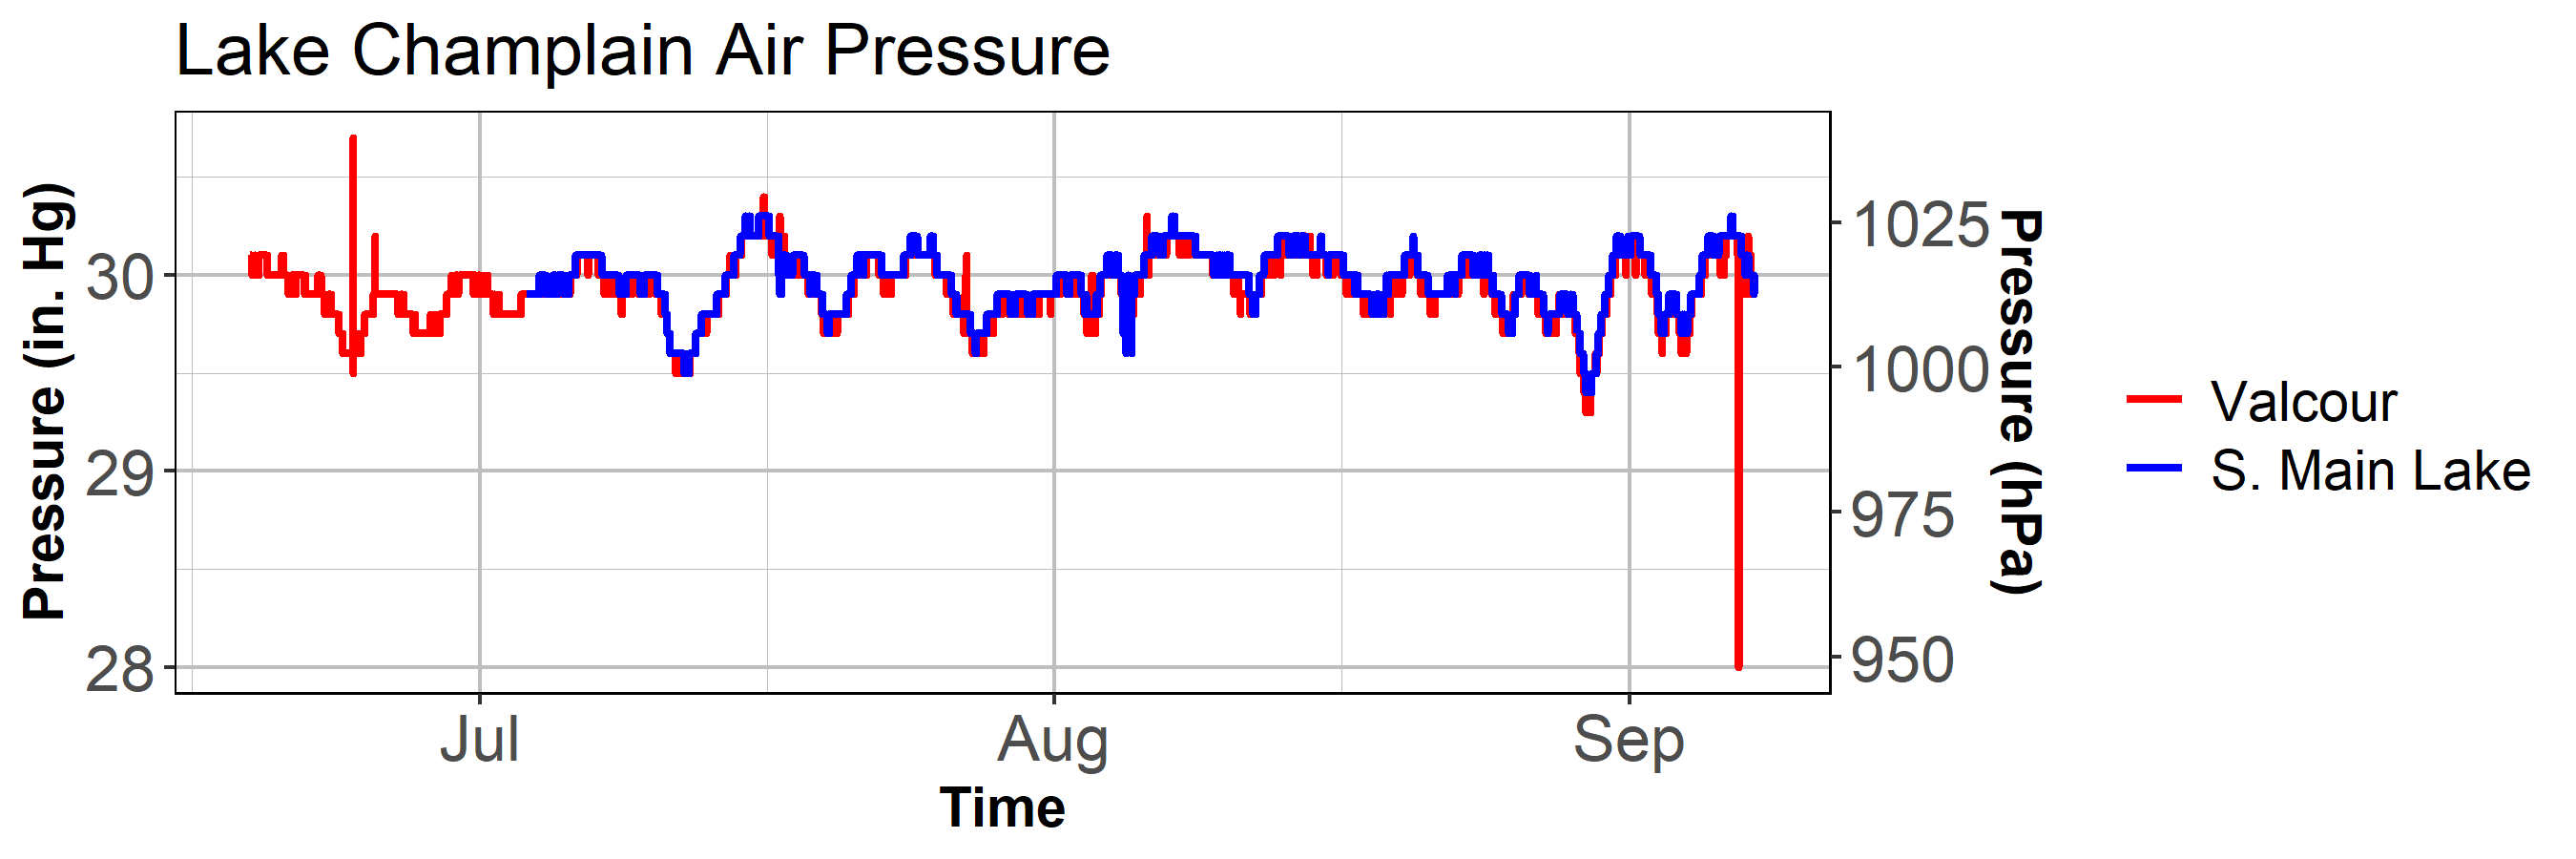 Lake Champlain Air Pressure
Pressure (in. Hg)
30
29
28
1025
1000
975
950
Pressure (hPa)
Jul
Aug
Sep
Time
Valcour
S. Main Lake